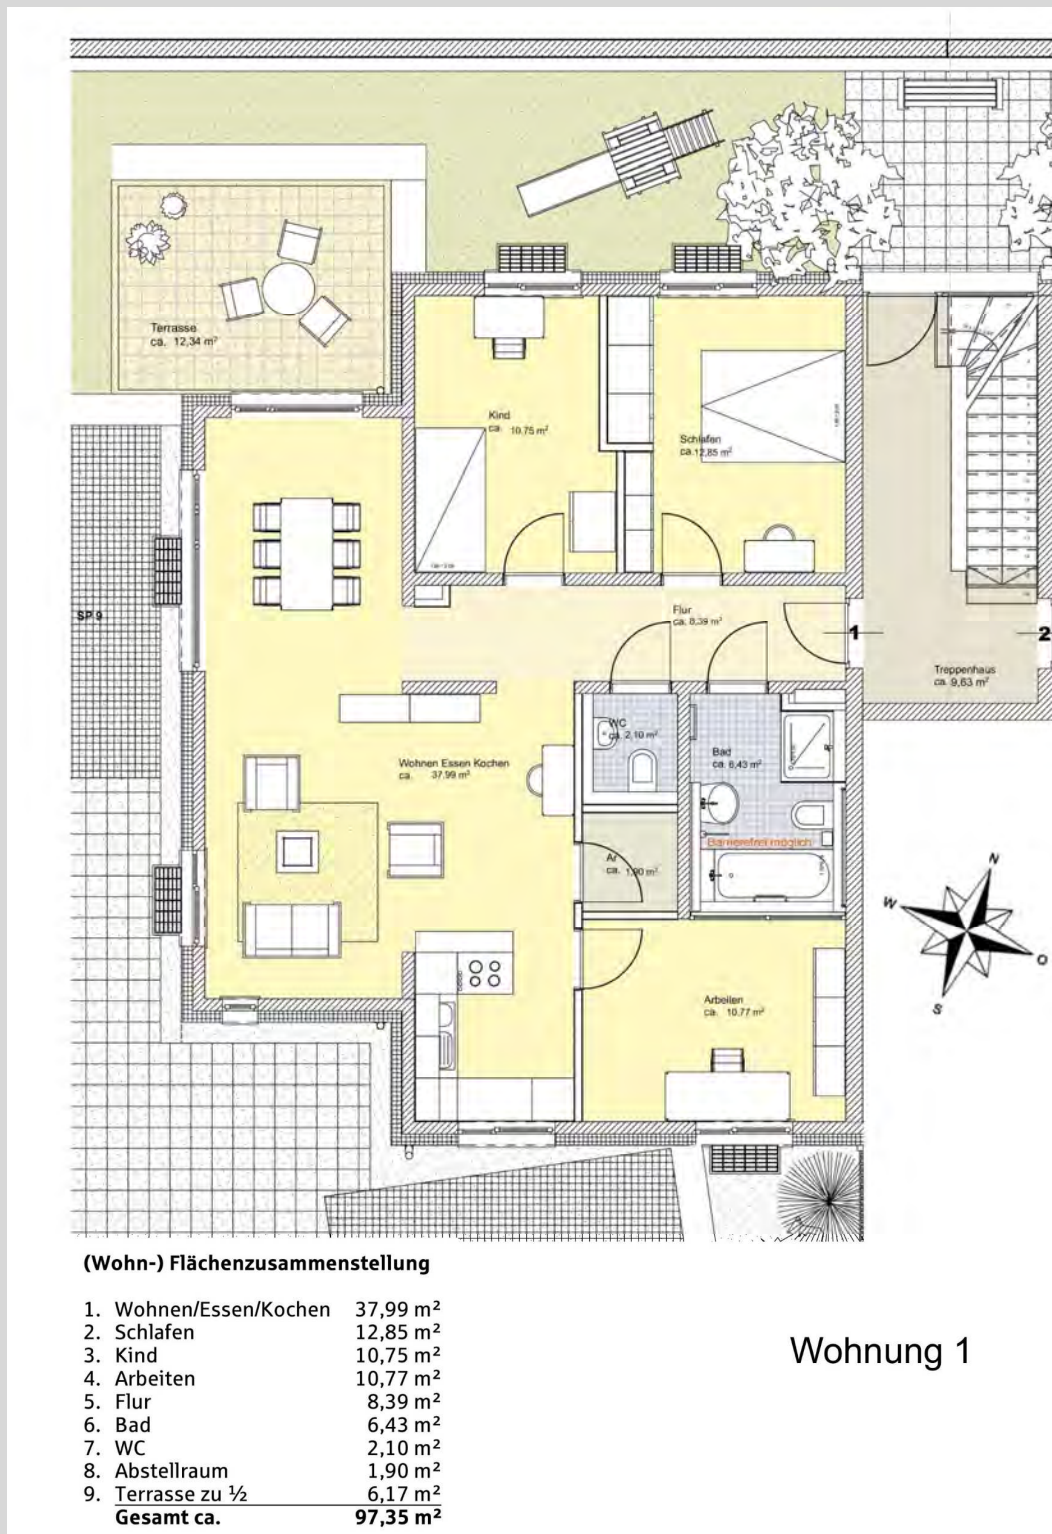 Terrasse
ca. 12,34 m²
Kind
ca. 10,75 m²
Schlafen
ca. 12,85 m²
SP 9
Flur
ca. 8,39 m²
1
2
Treppenhaus
ca. 9,63 m²
WC
ca. 2,10 m²
Bad
ca. 6,43 m²
Wohnen Essen Kochen
ca. 37,99 m²
Barrierefrei möglich
Ar
ca. 1,90 m²
N
W
O
S
Arbeiten
ca. 10,77 m²
(Wohn-) Flächenzusammenstellung
1. Wohnen/Essen/Kochen 37,99 m²
2. Schlafen 12,85 m²
3. Kind 10,75 m²
4. Arbeiten 10,77 m²
5. Flur 8,39 m²
6. Bad 6,43 m²
7. WC 2,10 m²
8. Abstellraum 1,90 m²
9. Terrasse zu ½ 6,17 m²
Gesamt ca. 97,35 m²
Wohnung 1